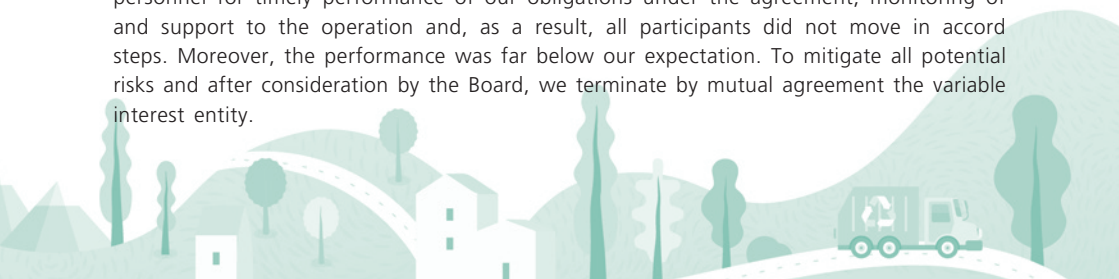 personnel for timely performance of our obligations under the agreement, monitoring of
and support to the operation and, as a result, all participants did not move in accord
steps. Moreover, the performance was far below our expectation. To mitigate all potential
risks and after consideration by the Board, we terminate by mutual agreement the variable
interest entity.